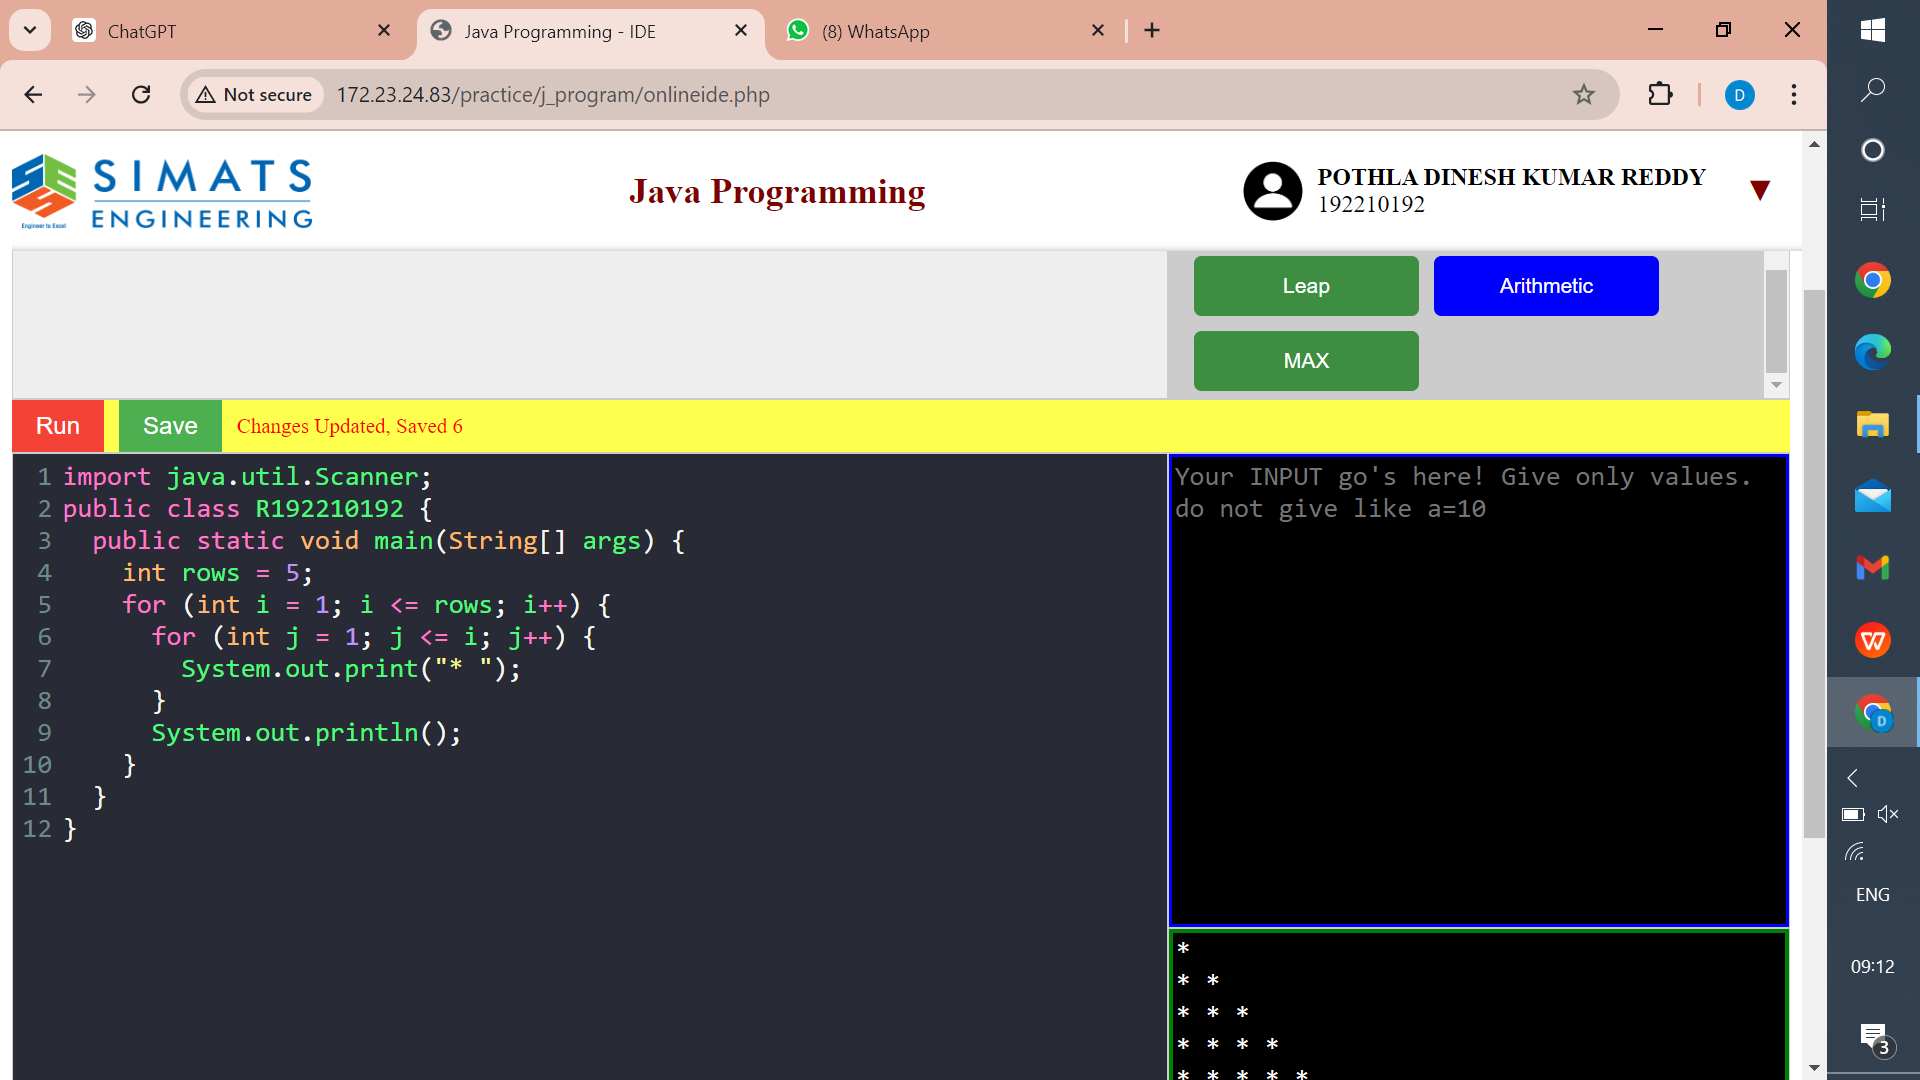 ChatGPT
Java Programming - IDE
(8) WhatsApp
Not secure
172.23.24.83/practice/j_program/onlineide.php
D
SIMATS
ENGINEERING
Engineer to Excel
Java Programming
POTHLA DINESH KUMAR REDDY
192210192
Leap
Arithmetic
MAX
Run
Save
Changes Updated, Saved 6
1 import java.util.Scanner;
2 public class R192210192 {
3   public static void main(String[] args) {
4     int rows = 5;
5     for (int i = 1; i <= rows; i++) {
6       for (int j = 1; j <= i; j++) {
7         System.out.print("* ");
8       }
9       System.out.println();
10     }
11   }
12 }
Your INPUT go's here! Give only values.
do not give like a=10
*
* *
* * *
* * * *
* * * * *
D
ENG
09:12
3